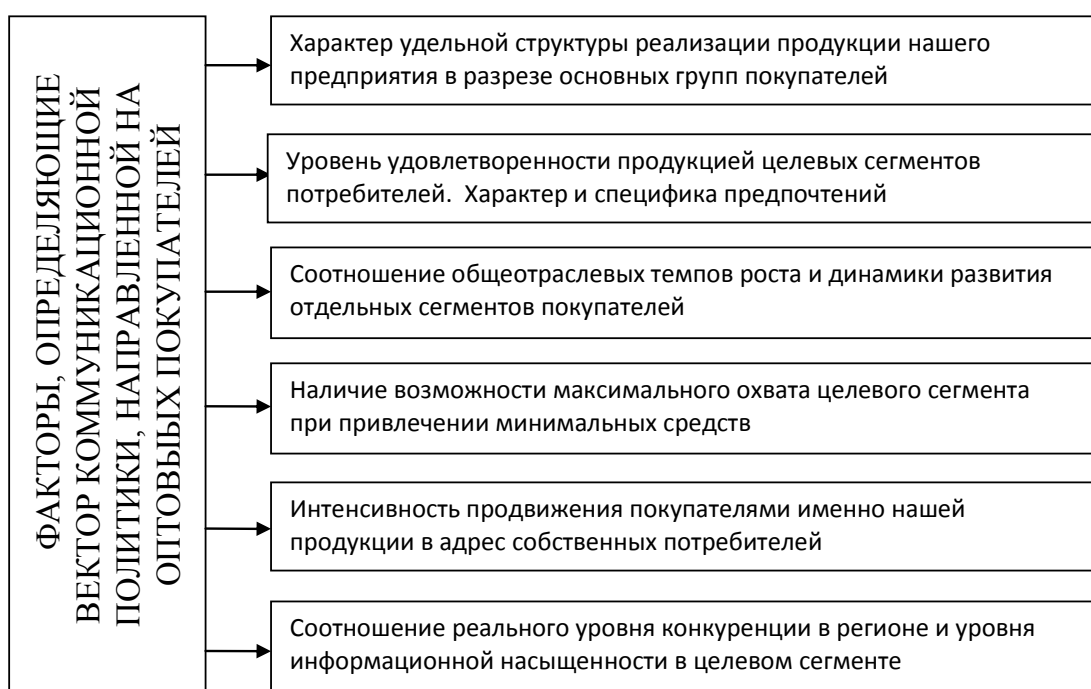 ФАКТОРЫ, ОПРЕДЕЛЯЮЩИЕ
ВЕКТОР КОММУНИКАЦИОННОЙ
ПОЛИТИКИ, НАПРАВЛЕННОЙ НА
ОПТОВЫЫХ ПОКУПАТЕЛЕЙ
Характер удельной структуры реализации продукции нашего
предприятия в разрезе основных групп покупателей
Уровень удовлетворенности продукцией целевых сегментов
потребителей. Характер и специфика предпочтений
Соотношение общеотраслевых темпов роста и динамики развития
отдельных сегментов покупателей
Наличие возможности максимального охвата целевого сегмента
при привлечении минимальных средств
Интенсивность продвижения покупателями именно нашей
продукции в адрес собственных потребителей
Соотношение реального уровня конкуренции в регионе и уровня
информационной насыщенности в целевом сегменте